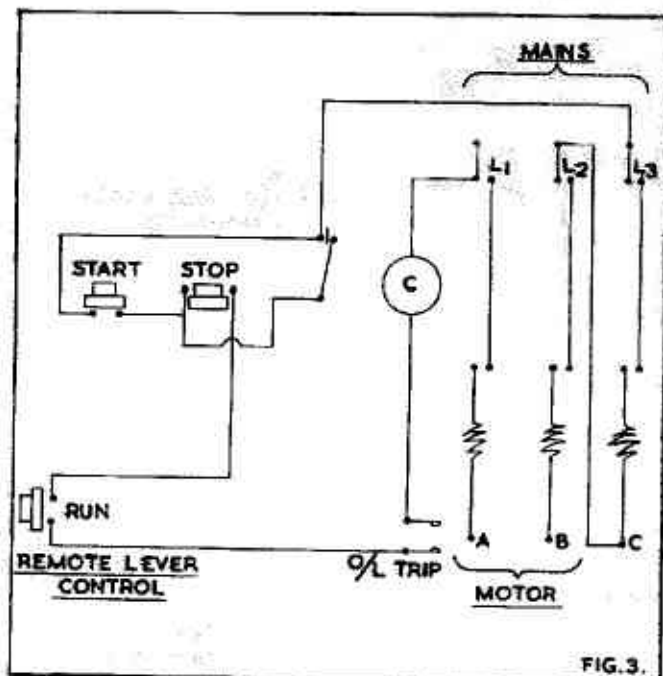 MAINS
L1
L2
L3
START
STOP
C
RUN
REMOTE LEVER
CONTROL
O/L TRIP
A
B
C
MOTOR
FIG.3.